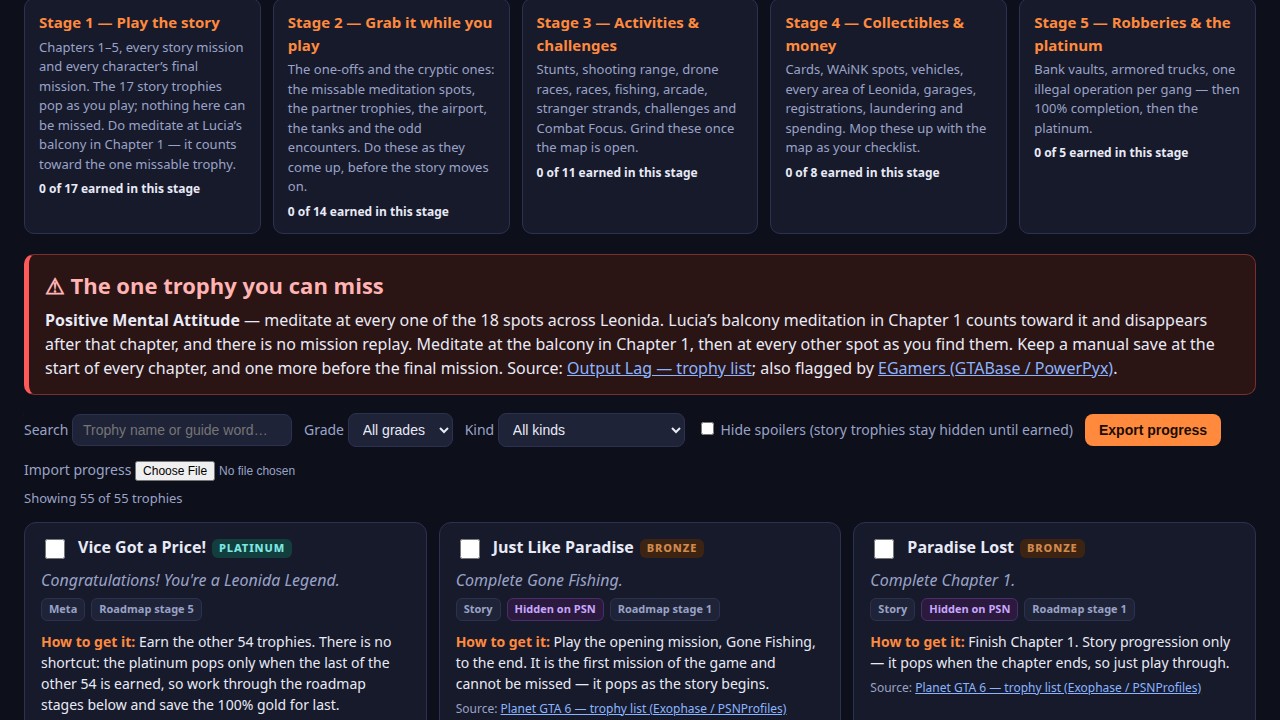 Stage 1 — Play the story
Chapters 1–5, every story mission
and every character's final
mission. The 17 story trophies
pop as you play; nothing here can
be missed. Do meditate at Lucia's
balcony in Chapter 1 — it counts
toward the one missable trophy.
0 of 17 earned in this stage
Stage 2 — Grab it while you
play
The one-offs and the cryptic ones:
the missable meditation spots,
the partner trophies, the airport,
the tanks and the odd
encounters. Do these as they
come up, before the story moves
on.
0 of 14 earned in this stage
Stage 3 — Activities &
challenges
Stunts, shooting range, drone
races, races, fishing, arcade,
stranger strands, challenges and
Combat Focus. Grind these once
the map is open.
0 of 11 earned in this stage
Stage 4 — Collectibles &
money
Cards, WAiNK spots, vehicles,
every area of Leonida, garages,
registrations, laundering and
spending. Mop these up with the
map as your checklist.
0 of 8 earned in this stage
Stage 5 — Robberies & the
platinum
Bank vaults, armored trucks, one
illegal operation per gang — then
100% completion, then the
platinum.
0 of 5 earned in this stage
⚠ The one trophy you can miss
Positive Mental Attitude — meditate at every one of the 18 spots across Leonida. Lucia's balcony meditation in Chapter 1 counts toward it and disappears
after that chapter, and there is no mission replay. Meditate at the balcony in Chapter 1, then at every other spot as you find them. Keep a manual save at the
start of every chapter, and one more before the final mission. Source: Output Lag — trophy list; also flagged by EGamers (GTABase / PowerPyx).
Search Trophy name or guide word… Grade All grades Kind All kinds Hide spoilers (story trophies stay hidden until earned) Export progress
Import progress Choose File No file chosen
Showing 55 of 55 trophies
Vice Got a Price! PLATINUM
Congratulations! You're a Leonida Legend.
Meta Roadmap stage 5
How to get it: Earn the other 54 trophies. There is no
shortcut: the platinum pops only when the last of the
other 54 is earned, so work through the roadmap
stages below and save the 100% gold for last.
Just Like Paradise BRONZE
Complete Gone Fishing.
Story Hidden on PSN Roadmap stage 1
How to get it: Play the opening mission, Gone Fishing,
to the end. It is the first mission of the game and
cannot be missed — it pops as the story begins.
Source: Planet GTA 6 — trophy list (Exophase / PSNProfiles)
Paradise Lost BRONZE
Complete Chapter 1.
Story Hidden on PSN Roadmap stage 1
How to get it: Finish Chapter 1. Story progression only
— it pops when the chapter ends, so just play through.
Source: Planet GTA 6 — trophy list (Exophase / PSNProfiles)